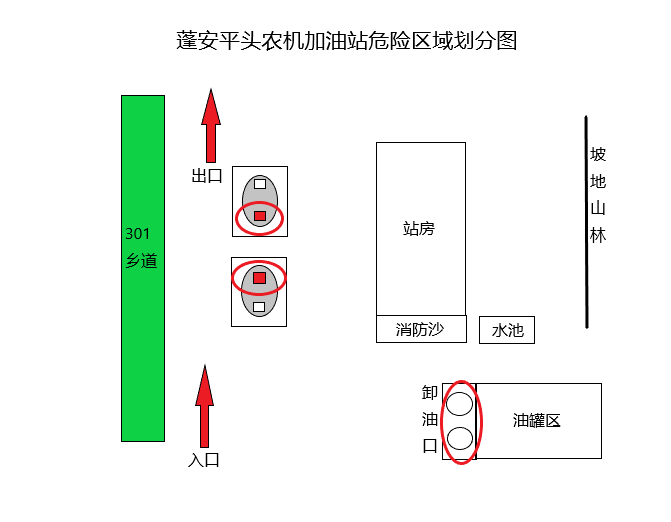 蓬安平头农机加油站危险区域划分图
301
乡道
出口
入口
站房
消防沙
水池
坡地山林
卸油口
油罐区